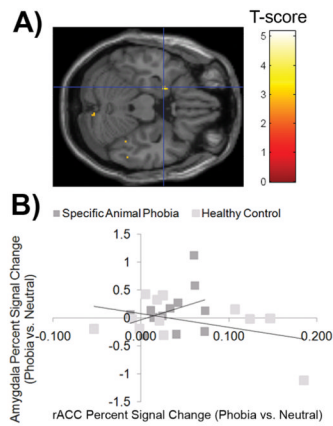 A)
T-score
5
4
3
2
1
0
B)
Specific Animal Phobia Healthy Control
Amygdala Percent Signal Change
(Phobia vs. Neutral)
1.5
1
0.5
0
-0.5
-1
-1.5
-0.100 0.000 0.100 0.200
rACC Percent Signal Change (Phobia vs. Neutral)